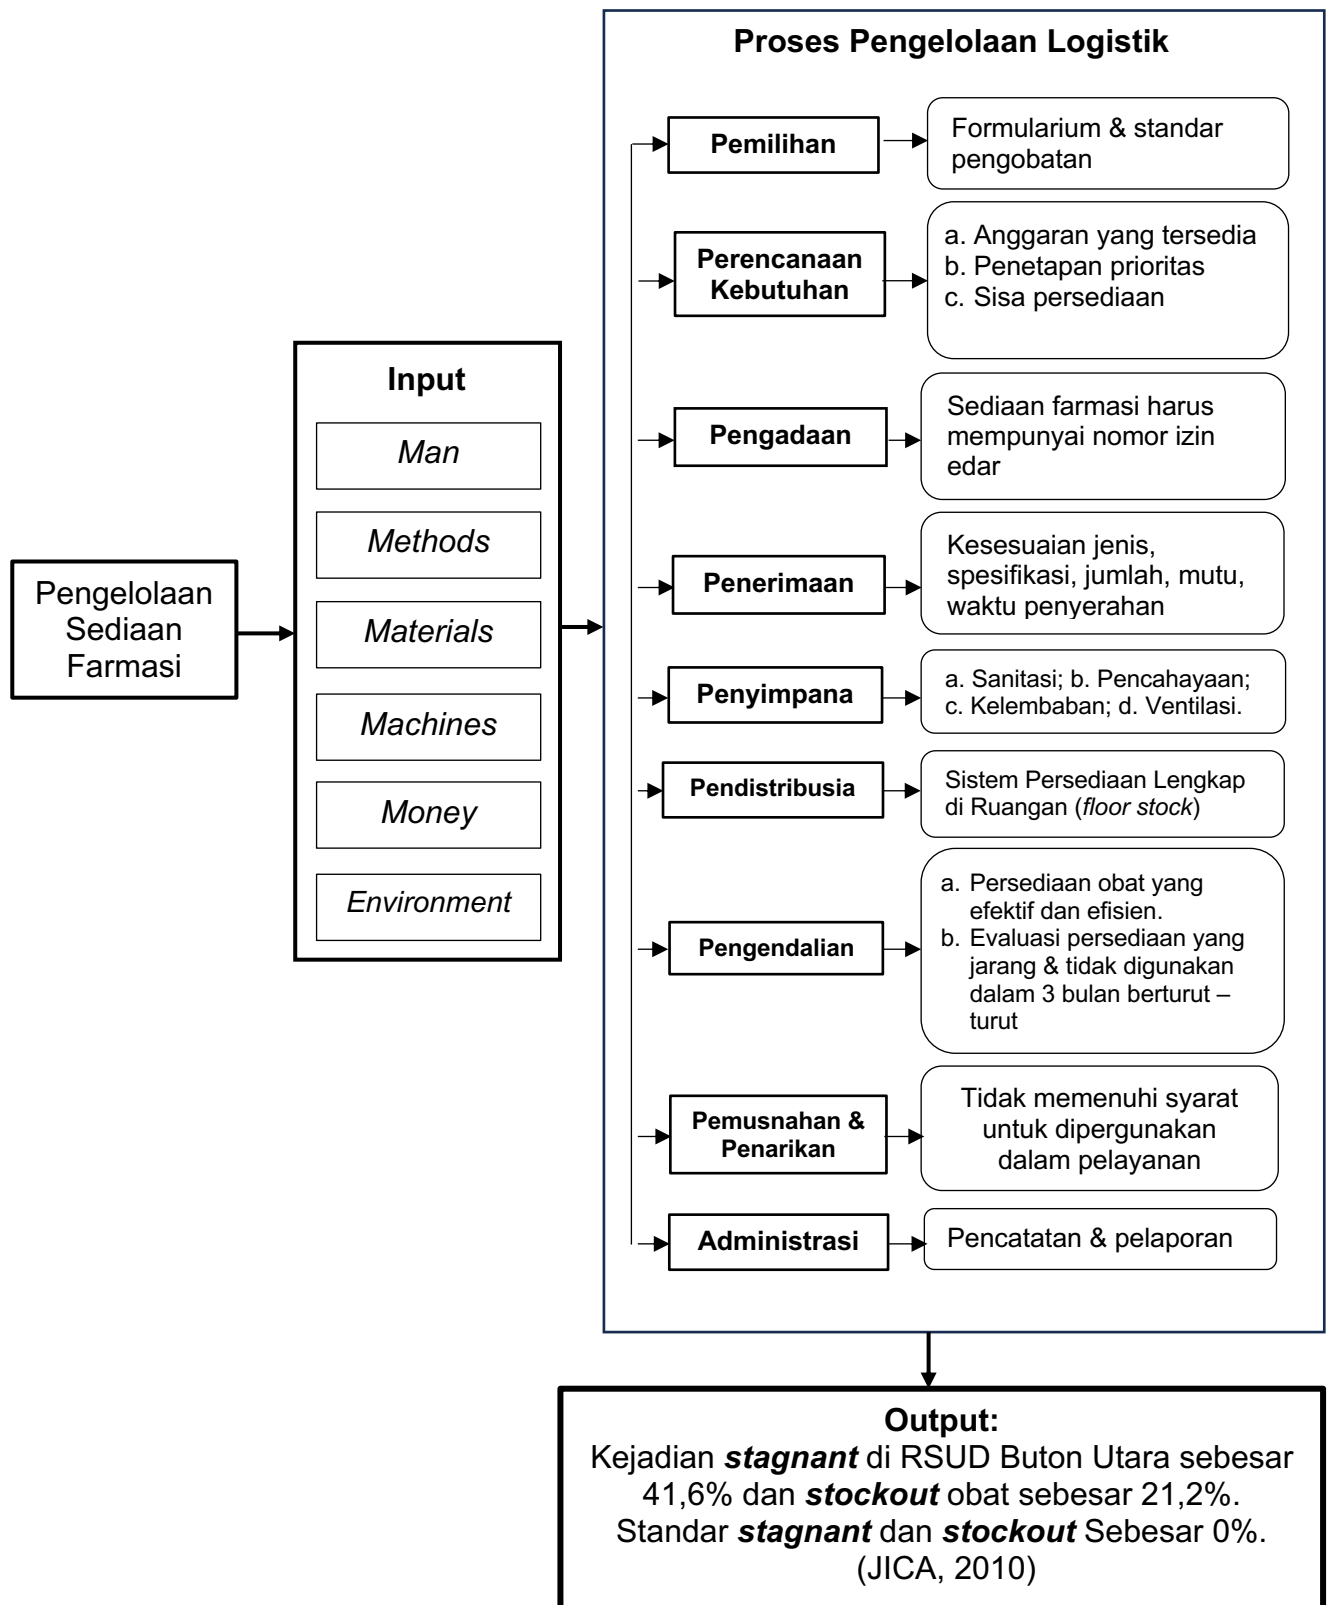 Proses Pengelolaan Logistik
Pengelolaan
Sediaan
Farmasi
Input
Man
Methods
Materials
Machines
Money
Environment
Pemilihan
Formularium & standar
pengobatan
Perencanaan
Kebutuhan
a. Anggaran yang tersedia
b. Penetapan prioritas
c. Sisa persediaan
Pengadaan
Sediaan farmasi harus
mempunyai nomor izin
edar
Penerimaan
Kesesuaian jenis,
spesifikasi, jumlah, mutu,
waktu penyerahan
Penyimpana
a. Sanitasi; b. Pencahayaan;
c. Kelembaban; d. Ventilasi.
Pendistribusia
Sistem Persediaan Lengkap
di Ruangan (floor stock)
Pengendalian
a. Persediaan obat yang
efektif dan efisien.
b. Evaluasi persediaan yang
jarang & tidak digunakan
dalam 3 bulan berturut –
turut
Pemusnahan &
Penarikan
Tidak memenuhi syarat
untuk dipergunakan
dalam pelayanan
Administrasi
Pencatatan & pelaporan
Output:
Kejadian stagnant di RSUD Buton Utara sebesar
41,6% dan stockout obat sebesar 21,2%.
Standar stagnant dan stockout Sebesar 0%.
(JICA, 2010)